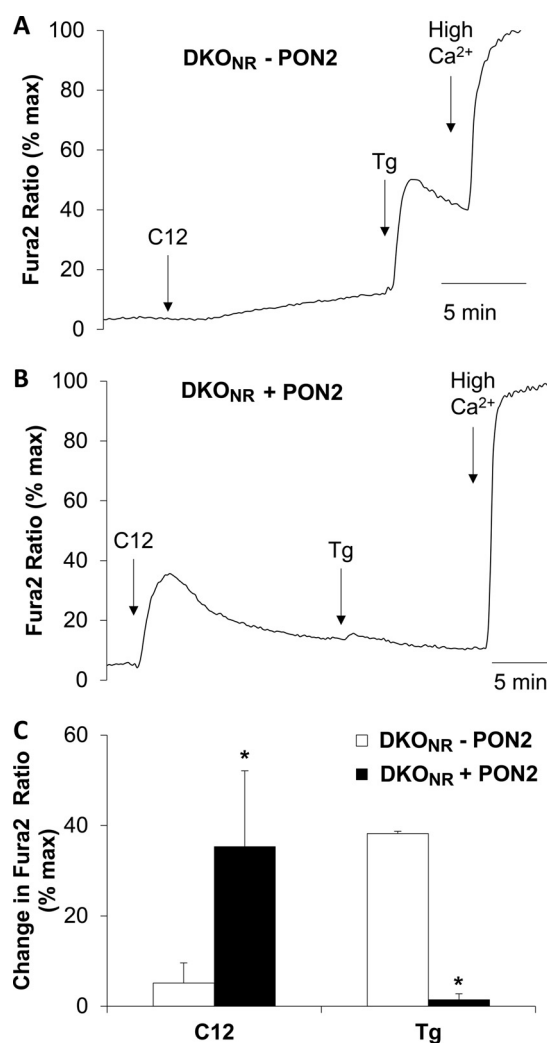 A
DKONR - PON2
High
Ca2+
Tg
C12
5 min
Fura2 Ratio (% max)
100
80
60
40
20
0
B
DKONR + PON2
High
Ca2+
C12
Tg
5 min
Fura2 Ratio (% max)
100
80
60
40
20
0
C
DKONR - PON2
DKONR + PON2
*
*
Change in Fura2 Ratio
(% max)
60
40
20
0
C12
Tg